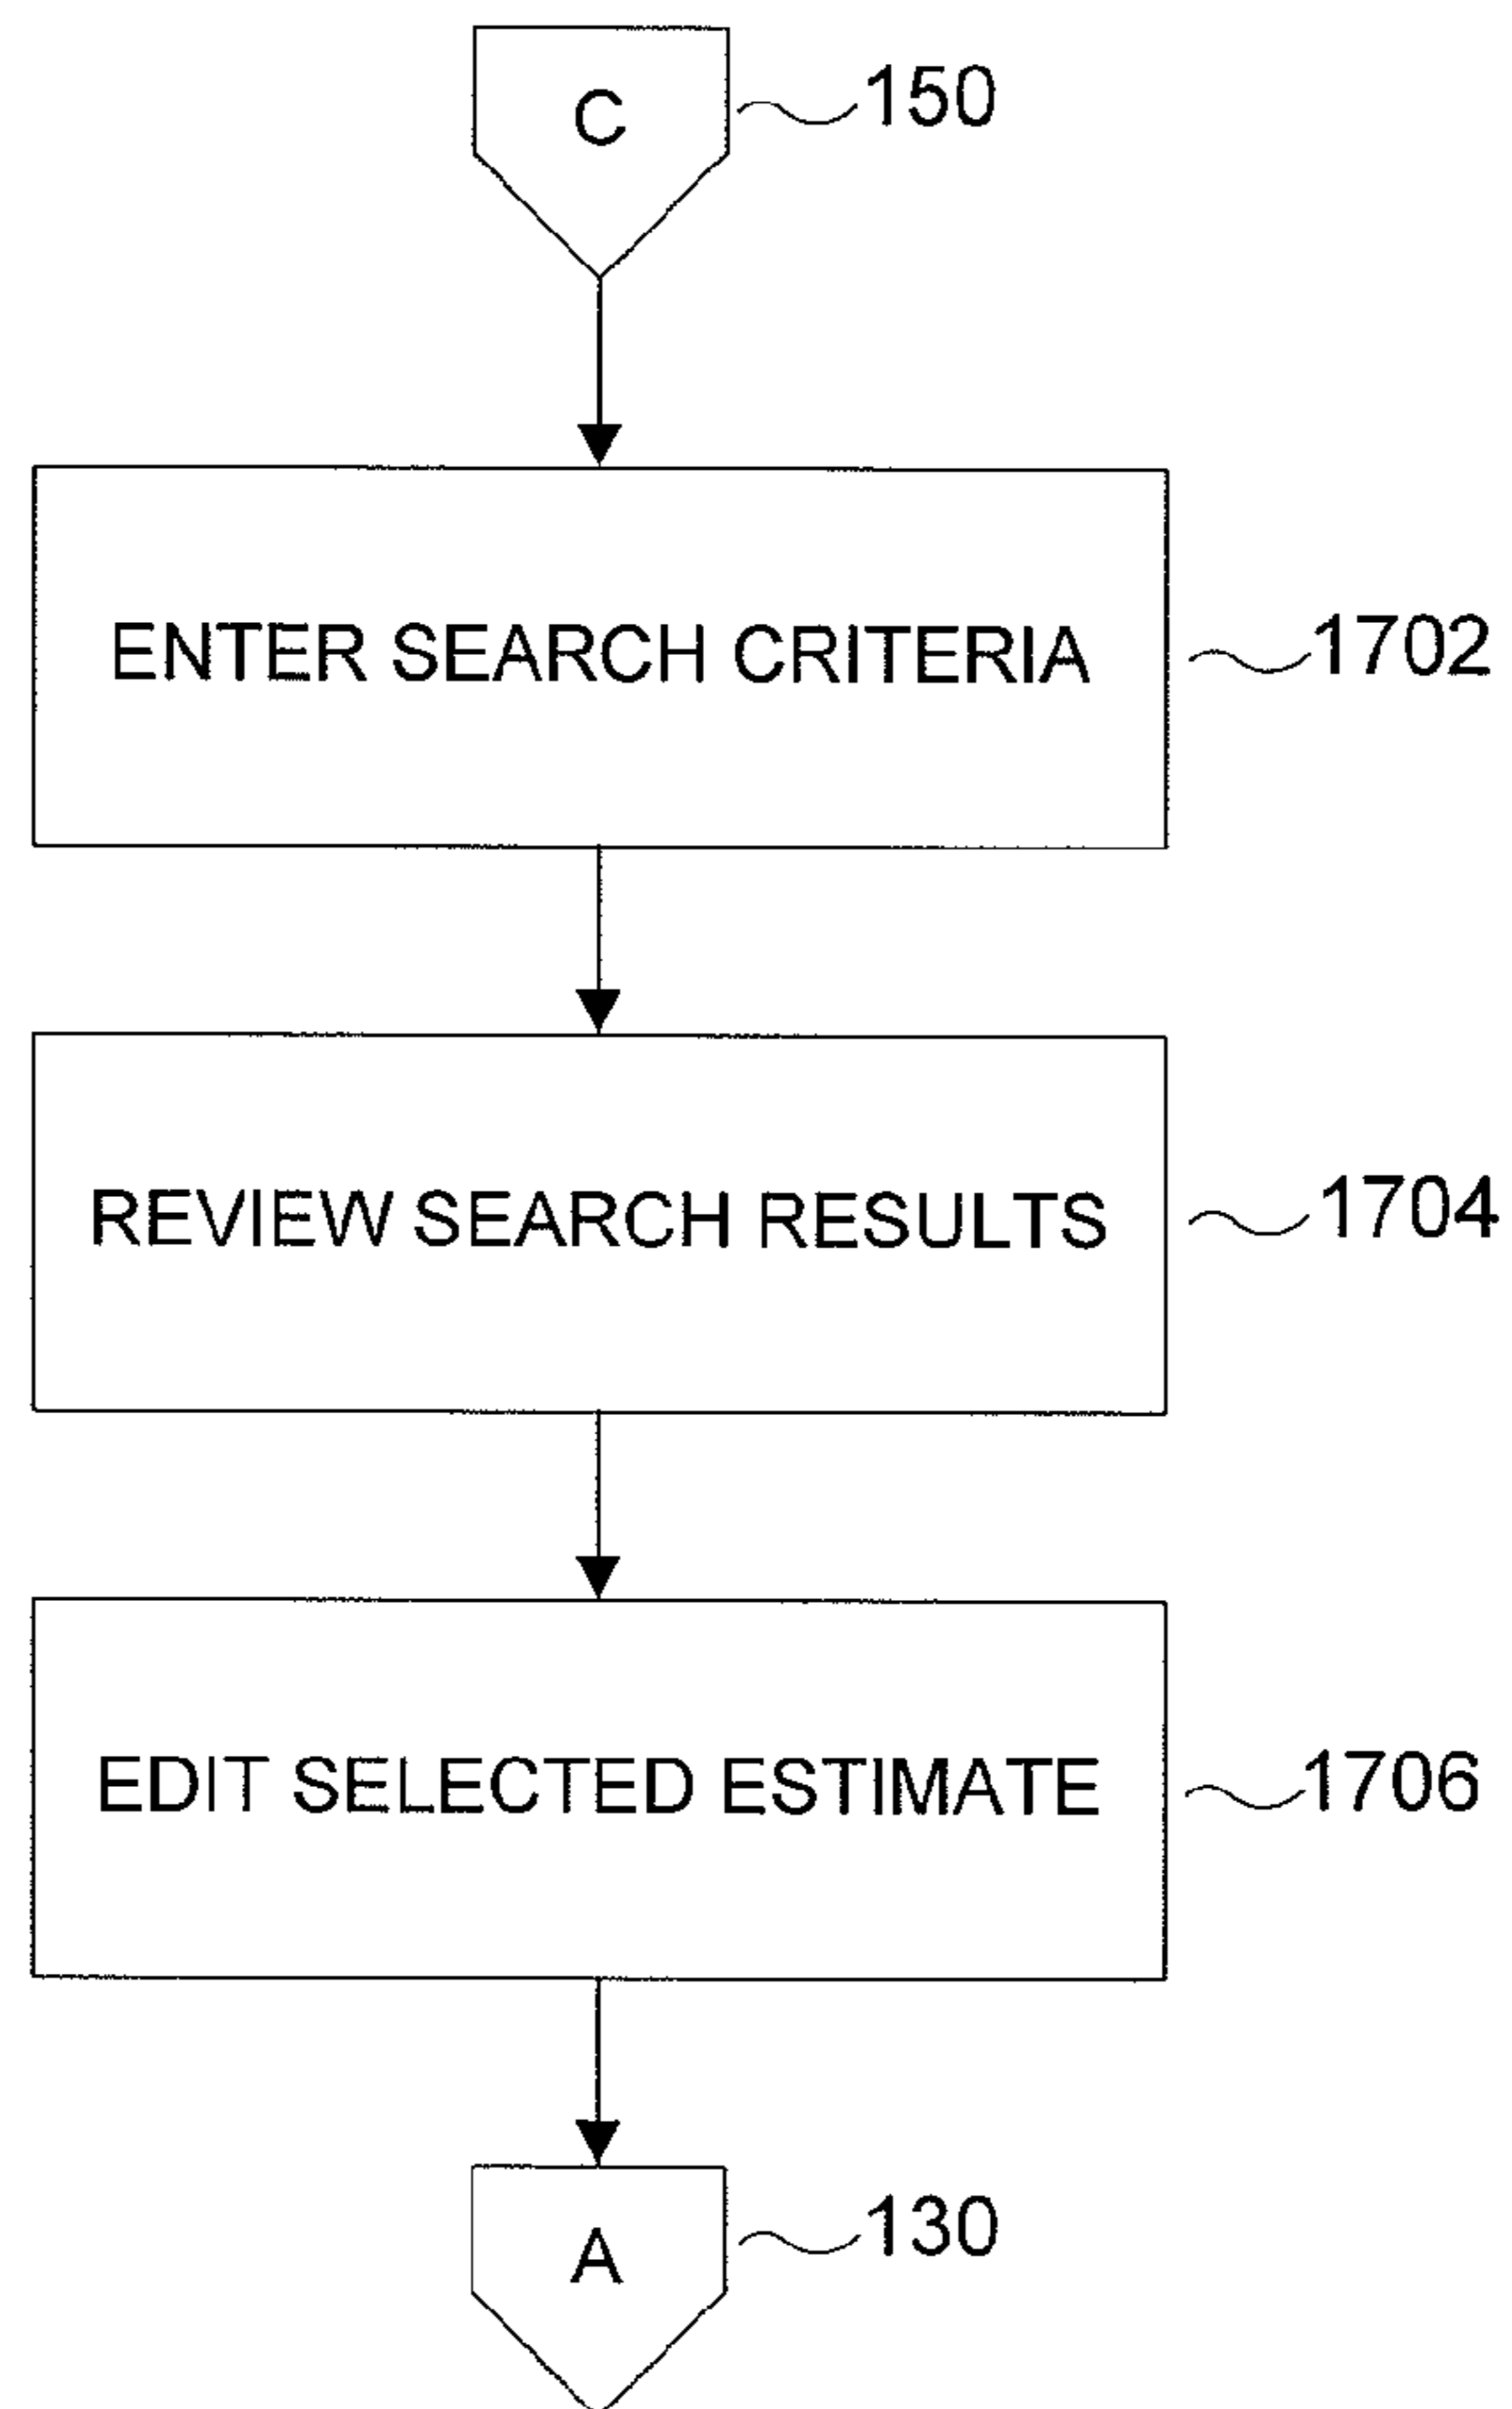 C
150
ENTER SEARCH CRITERIA
1702
REVIEW SEARCH RESULTS
1704
EDIT SELECTED ESTIMATE
1706
A
130